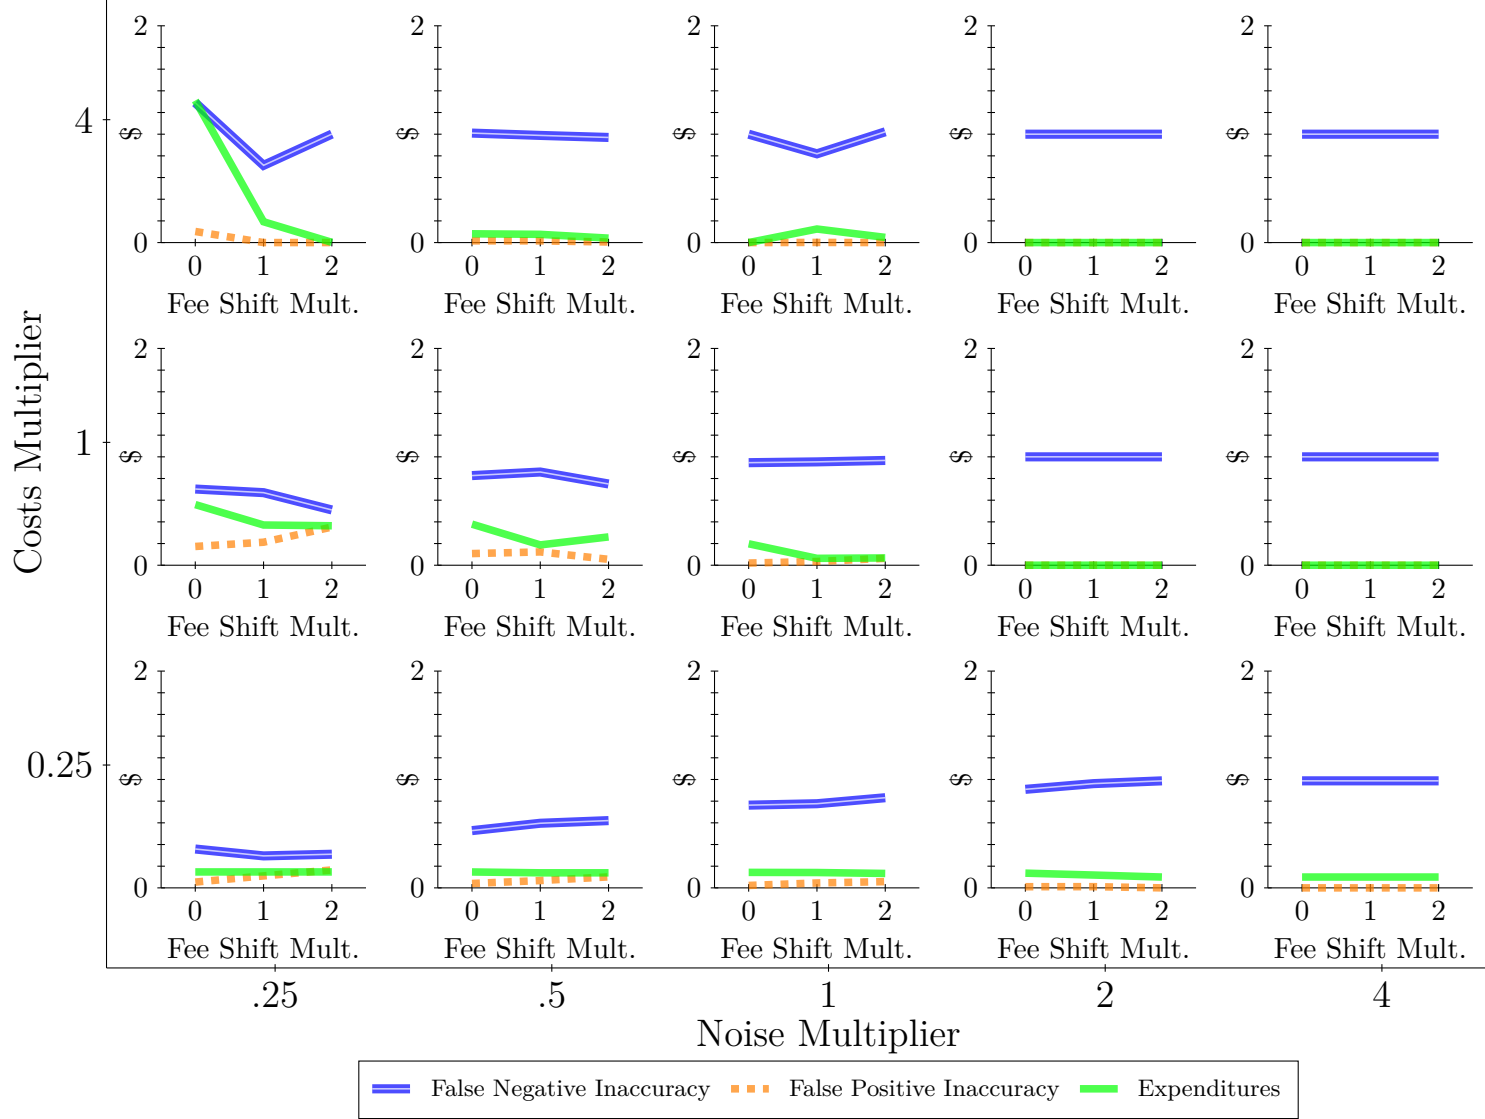 2 2 2 2 2
4 $ $ $ $ $
0 0 0 0 0
0 1 2 0 1 2 0 1 2 0 1 2 0 1 2
Fee Shift Mult. Fee Shift Mult. Fee Shift Mult. Fee Shift Mult. Fee Shift Mult.
Costs Multiplier
2 2 2 2 2
1 $ $ $ $ $
0 0 0 0 0
0 1 2 0 1 2 0 1 2 0 1 2 0 1 2
Fee Shift Mult. Fee Shift Mult. Fee Shift Mult. Fee Shift Mult. Fee Shift Mult.
2 2 2 2 2
0.25 $ $ $ $ $
0 0 0 0 0
0 1 2 0 1 2 0 1 2 0 1 2 0 1 2
Fee Shift Mult. Fee Shift Mult. Fee Shift Mult. Fee Shift Mult. Fee Shift Mult.
.25 .5 1 2 4
Noise Multiplier
False Negative Inaccuracy False Positive Inaccuracy Expenditures